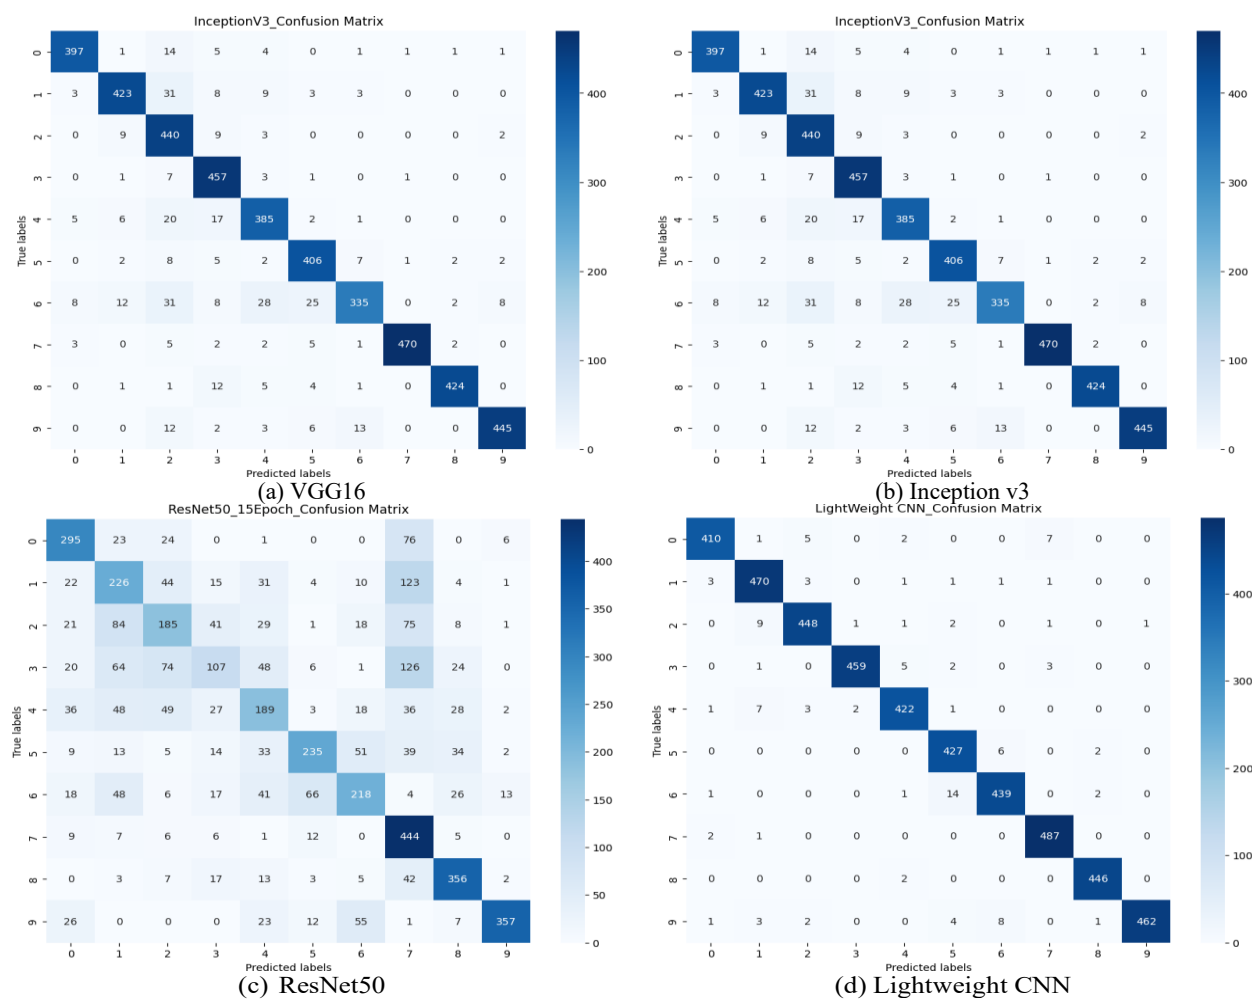 InceptionV3_Confusion Matrix
0 397 1 14 5 4 0 1 1 1 1
1 3 423 31 8 9 3 3 0 0 0
2 0 9 440 9 3 0 0 0 0 2
3 0 1 7 457 3 1 0 1 0 0
4 5 6 20 17 385 2 1 0 0 0
5 0 2 8 5 2 406 7 1 2 2
6 8 12 31 8 28 25 335 0 2 8
7 3 0 5 2 2 5 1 470 2 0
8 0 1 1 12 5 4 1 0 424 0
9 0 0 12 2 3 6 13 0 0 445
0 1 2 3 4 5 6 7 8 9
True labels
Predicted labels
400
300
200
100
0
(a) VGG16
InceptionV3_Confusion Matrix
0 397 1 14 5 4 0 1 1 1 1
1 3 423 31 8 9 3 3 0 0 0
2 0 9 440 9 3 0 0 0 0 2
3 0 1 7 457 3 1 0 1 0 0
4 5 6 20 17 385 2 1 0 0 0
5 0 2 8 5 2 406 7 1 2 2
6 8 12 31 8 28 25 335 0 2 8
7 3 0 5 2 2 5 1 470 2 0
8 0 1 1 12 5 4 1 0 424 0
9 0 0 12 2 3 6 13 0 0 445
0 1 2 3 4 5 6 7 8 9
True labels
Predicted labels
400
300
200
100
0
(b) Inception v3
ResNet50_15Epoch_Confusion Matrix
0 295 23 24 0 1 0 0 76 0 6
1 22 226 44 15 31 4 10 123 4 1
2 21 84 185 41 29 1 18 75 8 1
3 20 64 74 107 48 6 1 126 24 0
4 36 48 49 27 189 3 18 36 28 2
5 9 13 5 14 33 235 51 39 34 2
6 18 48 6 17 41 66 218 4 26 13
7 9 7 6 6 1 12 0 444 5 0
8 0 3 7 17 13 3 5 42 356 2
9 26 0 0 0 23 12 55 1 7 357
0 1 2 3 4 5 6 7 8 9
True labels
Predicted labels
400
350
300
250
200
150
100
50
0
(c) ResNet50
LightWeight CNN_Confusion Matrix
0 410 1 5 0 2 0 0 7 0 0
1 3 470 3 0 1 1 1 1 0 0
2 0 9 448 1 1 2 0 1 0 1
3 0 1 0 459 5 2 0 3 0 0
4 1 7 3 2 422 1 0 0 0 0
5 0 0 0 0 0 427 6 0 2 0
6 1 0 0 0 1 14 439 0 2 0
7 2 1 0 0 0 0 0 487 0 0
8 0 0 0 0 2 0 0 0 446 0
9 1 3 2 0 0 4 8 0 1 462
0 1 2 3 4 5 6 7 8 9
True labels
Predicted labels
400
300
200
100
0
(d) Lightweight CNN